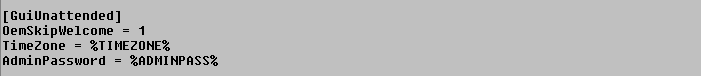 [GuiUnattended]
OemSkipWelcome = 1
TimeZone = %TIMEZONE%
AdminPassword = %ADMINPASS%